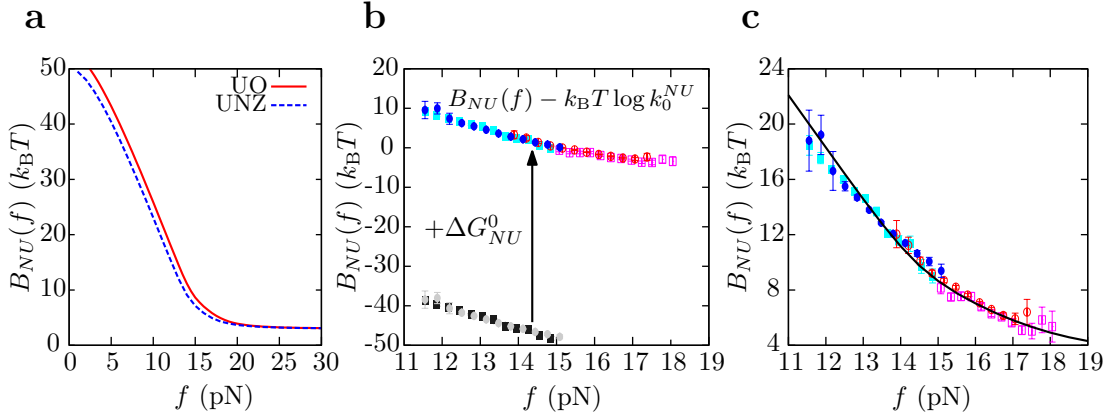 a
B_{NU}(f) (k_BT)
50
40
30
20
10
0
UO
UNZ
0 5 10 15 20 25 30
f (pN)
b
B_{NU}(f) (k_BT)
20
10
0
-10
-20
-30
-40
-50
B_{NU}(f) − k_BT log k_0^{NU}
+ΔG_{NU}^0
11 12 13 14 15 16 17 18 19
f (pN)
c
B_{NU}(f) (k_BT)
24
20
16
12
8
4
11 12 13 14 15 16 17 18 19
f (pN)